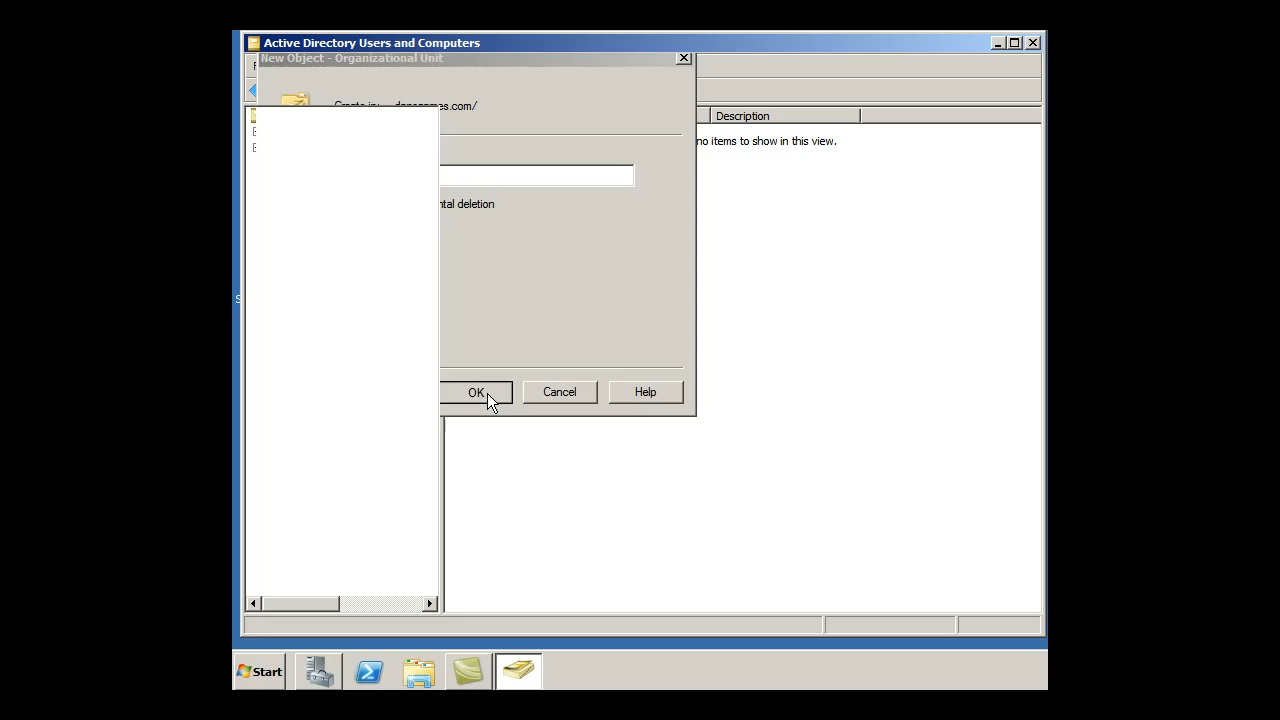 Active Directory Users and Computers
New Object - Organizational Unit
Create in: danscomes.com/
Description
no items to show in this view.
ntal deletion
OK
Cancel
Help
Start